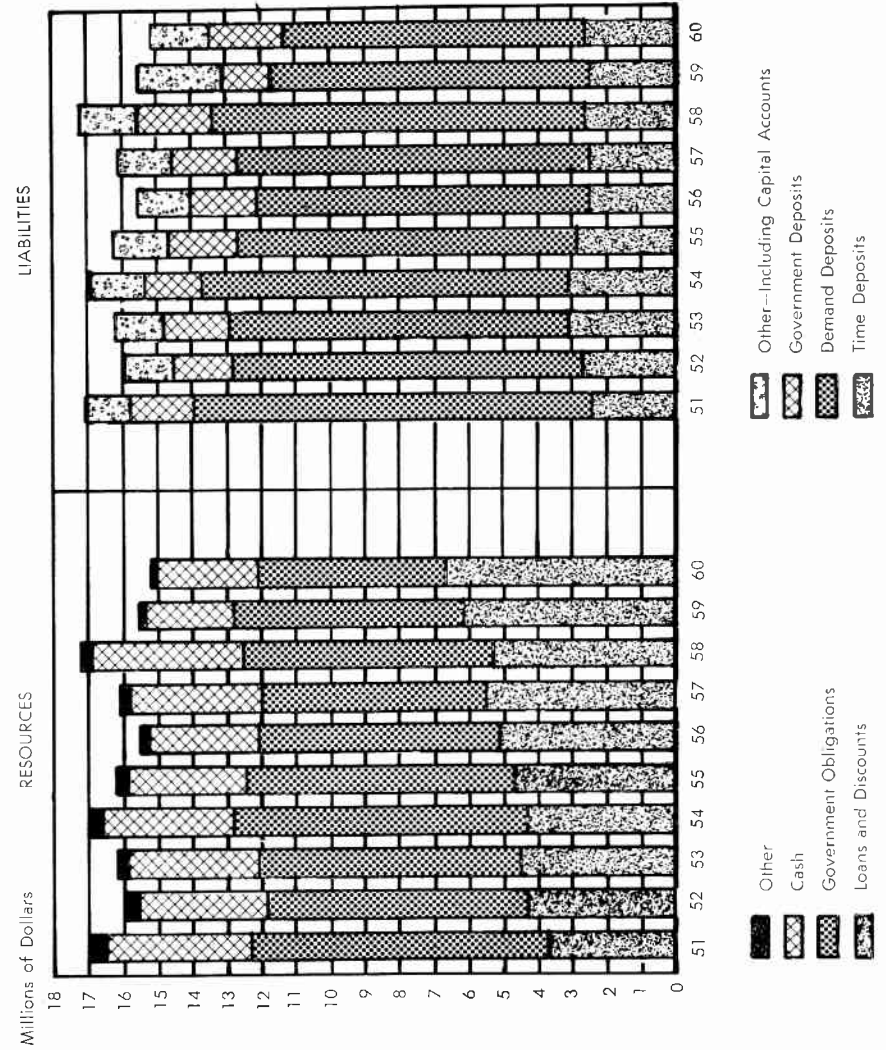 LIABILITIES
RESOURCES
Millions of Dollars
18
17
16
15
14
13
12
11
10
9
8
7
6
5
4
3
2
1
0
51 52 53 54 55 56 57 58 59 60
51 52 53 54 55 56 57 58 59 60
Other
Cash
Government Obligations
Loans and Discounts
Other—Including Capital Accounts
Government Deposits
Demand Deposits
Time Deposits